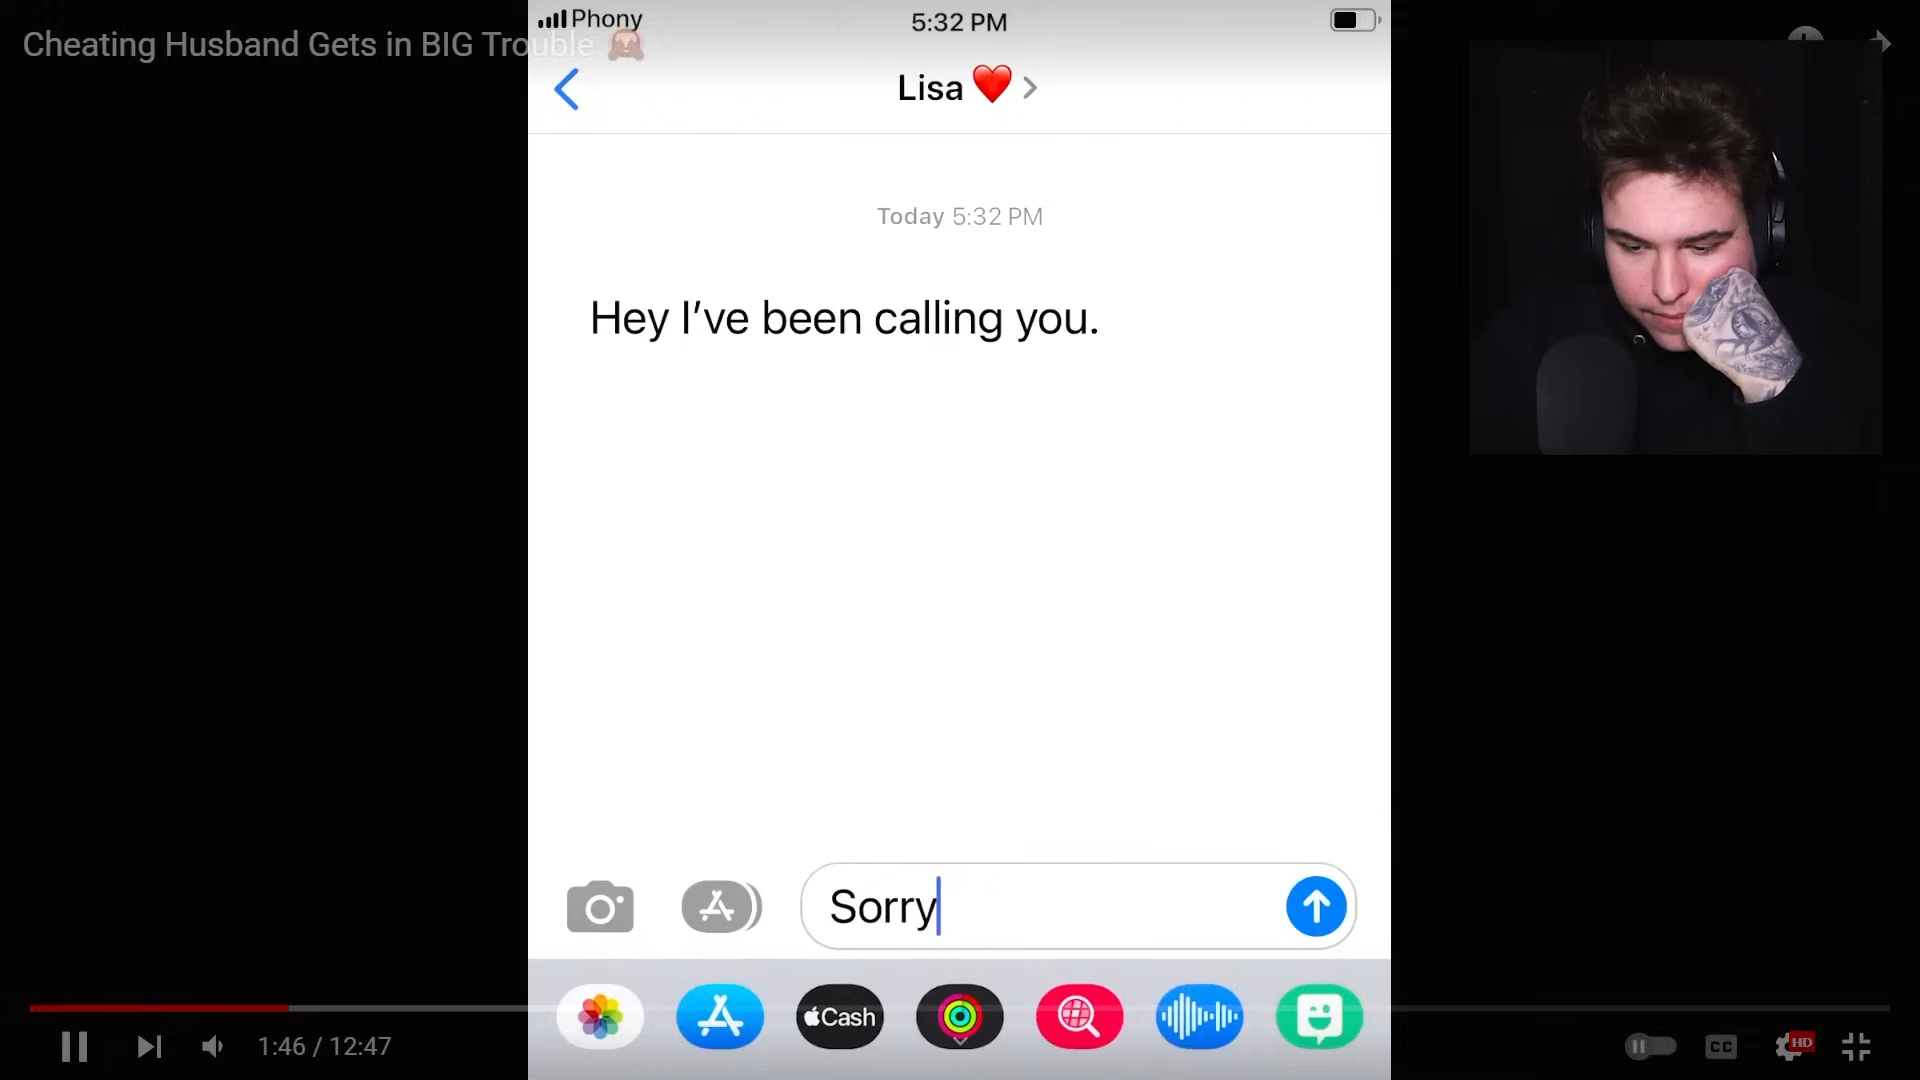 Phony
5:32 PM
Cheating Husband Gets in BIG Trouble 🙈
Lisa ❤️
Today 5:32 PM
Hey I’ve been calling you.
Sorry
Cash
1:46 / 12:47
CC
HD